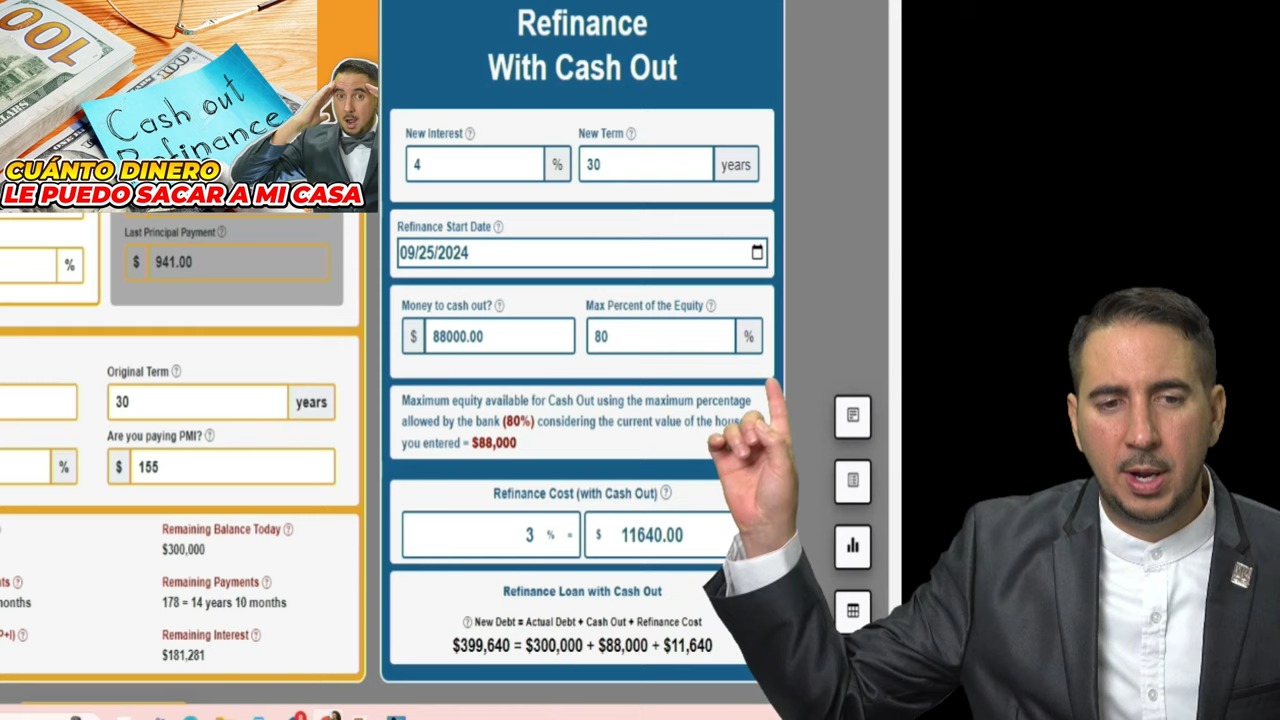 100
Cash out
Refinance
CUÁNTO DINERO
LE PUEDO SACAR A MI CASA
Last Principal Payment
$ 941.00
%
Original Term
30 years
Are you paying PMI?
% $ 155
Remaining Balance Today
$300,000
Remaining Payments
178 = 14 years 10 months
Remaining Interest
$181,281
Refinance
With Cash Out
New Interest New Term
4 % 30 years
Refinance Start Date
09/25/2024
Money to cash out? Max Percent of the Equity
$ 88000.00 80 %
Maximum equity available for Cash Out using the maximum percentage
allowed by the bank (80%) considering the current value of the
you entered = $88,000
Refinance Cost (with Cash Out)
3 % = $ 11640.00
Refinance Loan with Cash Out
New Debt = Actual Debt + Cash Out + Refinance Cost
$399,640 = $300,000 + $88,000 + $11,640